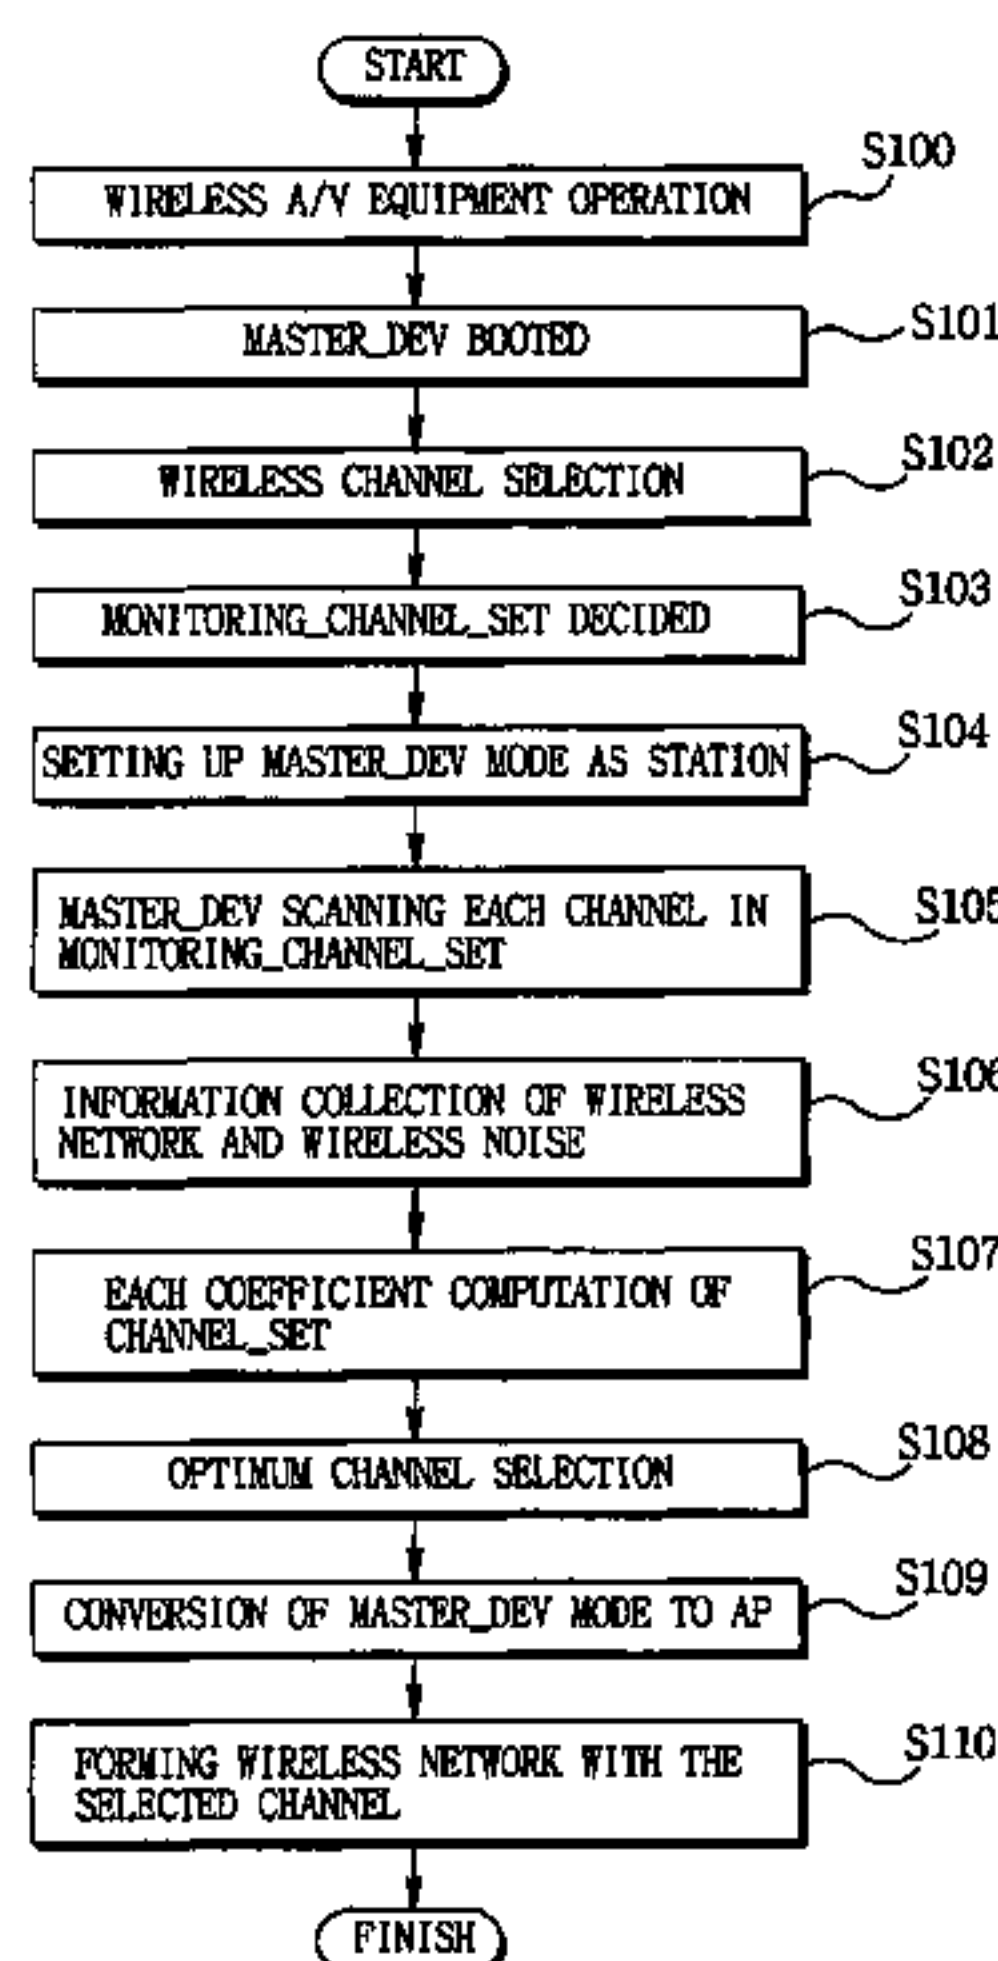 START
S100
WIRELESS A/V EQUIPMENT OPERATION
S101
MASTER_DEV BOOTED
S102
WIRELESS CHANNEL SELECTION
S103
MONITORING_CHANNEL_SET DECIDED
S104
SETTING UP MASTER_DEV MODE AS STATION
S105
MASTER_DEV SCANNING EACH CHANNEL IN
MONITORING_CHANNEL_SET
S106
INFORMATION COLLECTION OF WIRELESS
NETWORK AND WIRELESS NOISE
S107
EACH COEFFICIENT COMPUTATION OF
CHANNEL_SET
S108
OPTIMUM CHANNEL SELECTION
S109
CONVERSION OF MASTER_DEV MODE TO AP
S110
FORMING WIRELESS NETWORK WITH THE
SELECTED CHANNEL
FINISH